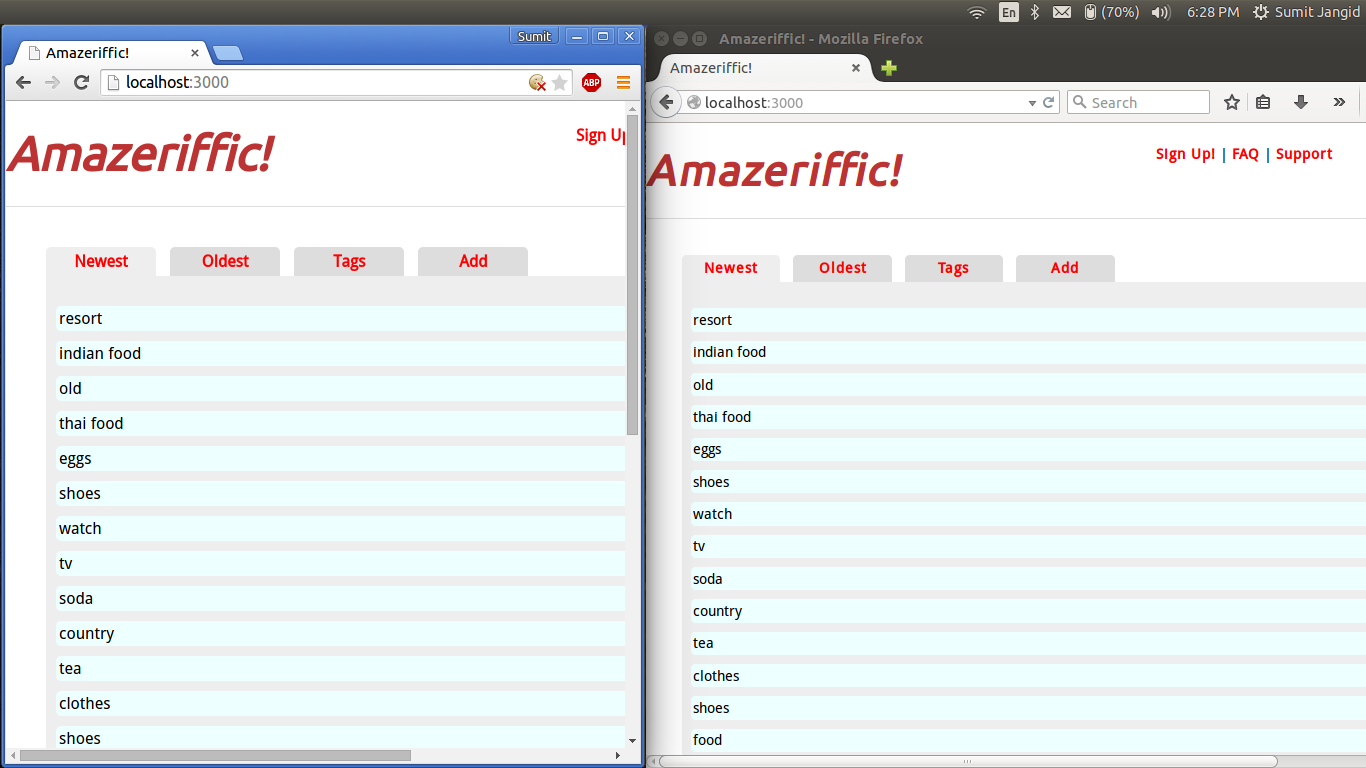 En (70%) 6:28 PM Sumit Jangid
Sumit
Amazeriffic!
localhost:3000
ABP
Amazeriffic!
Sign Up
Newest Oldest Tags Add
resort
indian food
old
thai food
eggs
shoes
watch
tv
soda
country
tea
clothes
shoes
Amazeriffic! - Mozilla Firefox
Amazeriffic!
localhost:3000 Search
Amazeriffic!
Sign Up! | FAQ | Support
Newest Oldest Tags Add
resort
indian food
old
thai food
eggs
shoes
watch
tv
soda
country
tea
clothes
shoes
food